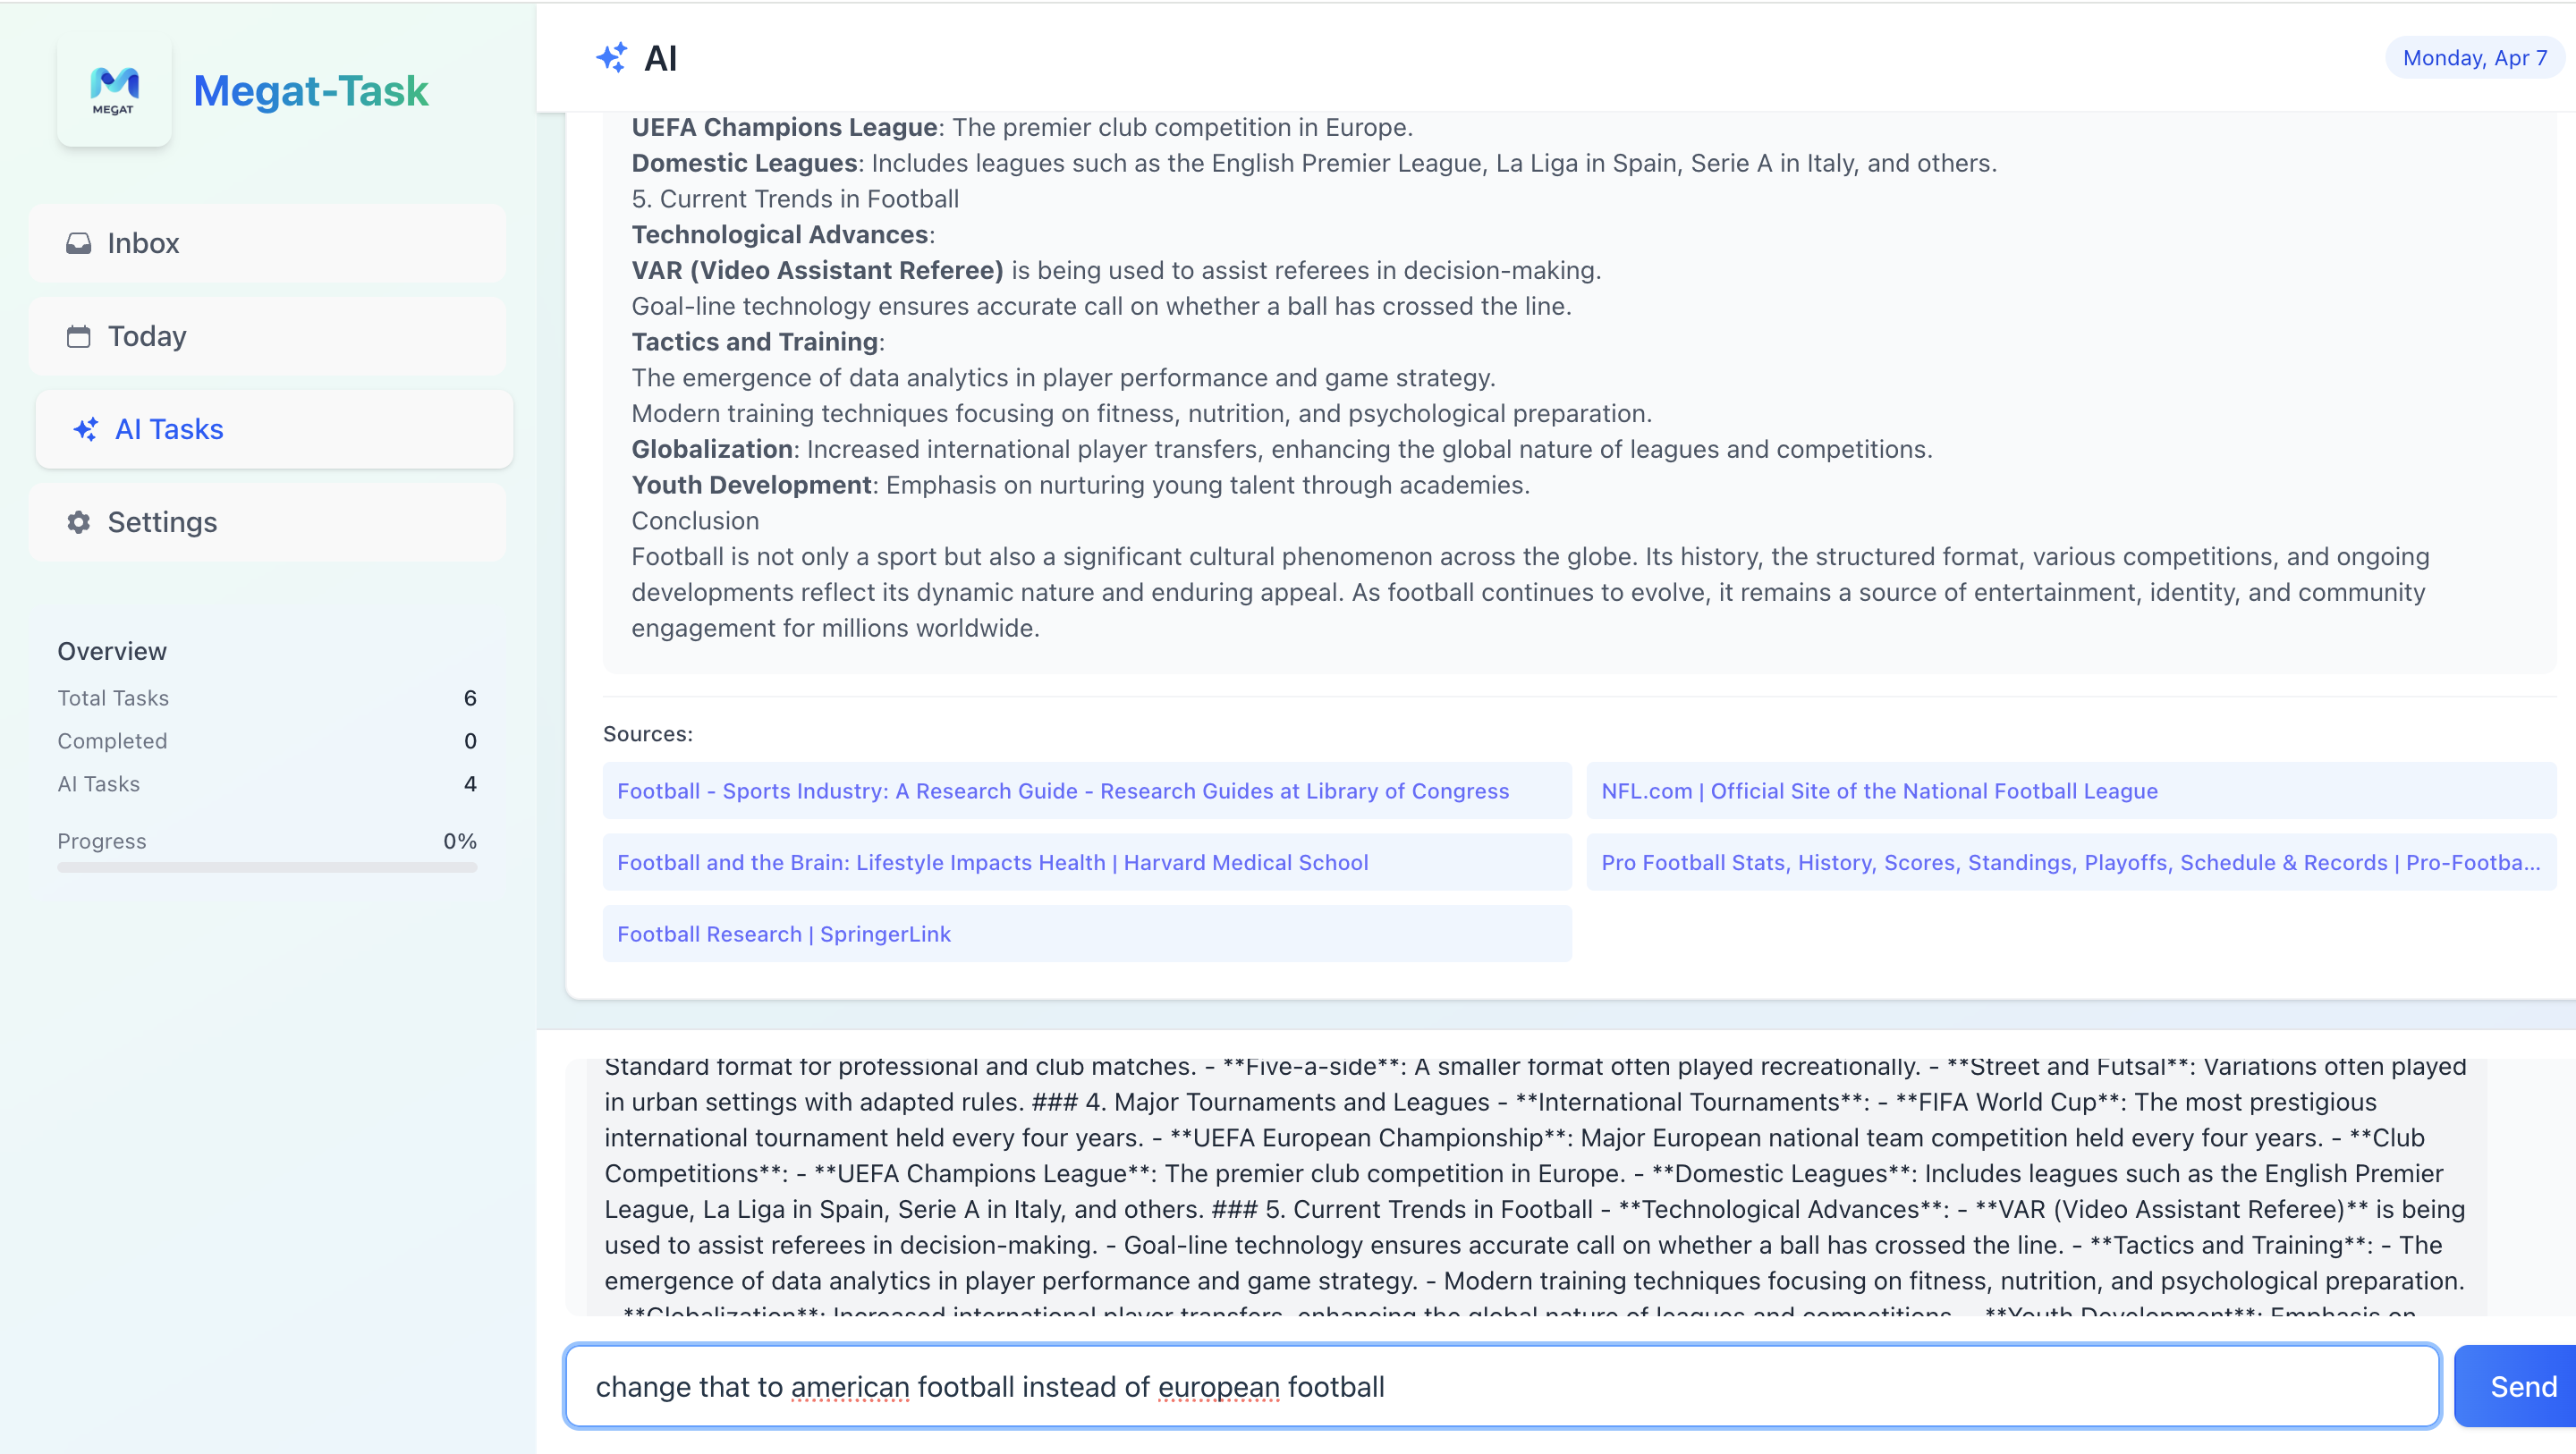 MEGAT
Megat-Task
Inbox
Today
AI Tasks
Settings
Overview
Total Tasks 6
Completed 0
AI Tasks 4
Progress 0%
AI
Monday, Apr 7
UEFA Champions League: The premier club competition in Europe.
Domestic Leagues: Includes leagues such as the English Premier League, La Liga in Spain, Serie A in Italy, and others.
5. Current Trends in Football
Technological Advances:
VAR (Video Assistant Referee) is being used to assist referees in decision-making.
Goal-line technology ensures accurate call on whether a ball has crossed the line.
Tactics and Training:
The emergence of data analytics in player performance and game strategy.
Modern training techniques focusing on fitness, nutrition, and psychological preparation.
Globalization: Increased international player transfers, enhancing the global nature of leagues and competitions.
Youth Development: Emphasis on nurturing young talent through academies.
Conclusion
Football is not only a sport but also a significant cultural phenomenon across the globe. Its history, the structured format, various competitions, and ongoing
developments reflect its dynamic nature and enduring appeal. As football continues to evolve, it remains a source of entertainment, identity, and community
engagement for millions worldwide.
Sources:
Football - Sports Industry: A Research Guide - Research Guides at Library of Congress
NFL.com | Official Site of the National Football League
Football and the Brain: Lifestyle Impacts Health | Harvard Medical School
Pro Football Stats, History, Scores, Standings, Playoffs, Schedule & Records | Pro-Footba...
Football Research | SpringerLink
Standard format for professional and club matches. - **Five-a-side**: A smaller format often played recreationally. - **Street and Futsal**: Variations often played
in urban settings with adapted rules. ### 4. Major Tournaments and Leagues - **International Tournaments**: - **FIFA World Cup**: The most prestigious
international tournament held every four years. - **UEFA European Championship**: Major European national team competition held every four years. - **Club
Competitions**: - **UEFA Champions League**: The premier club competition in Europe. - **Domestic Leagues**: Includes leagues such as the English Premier
League, La Liga in Spain, Serie A in Italy, and others. ### 5. Current Trends in Football - **Technological Advances**: - **VAR (Video Assistant Referee)** is being
used to assist referees in decision-making. - Goal-line technology ensures accurate call on whether a ball has crossed the line. - **Tactics and Training**: - The
emergence of data analytics in player performance and game strategy. - Modern training techniques focusing on fitness, nutrition, and psychological preparation.
- **Globalization**: Increased international player transfers, enhancing the global nature of leagues and competitions. - **Youth Development**: Emphasis on
change that to american football instead of european football
Send